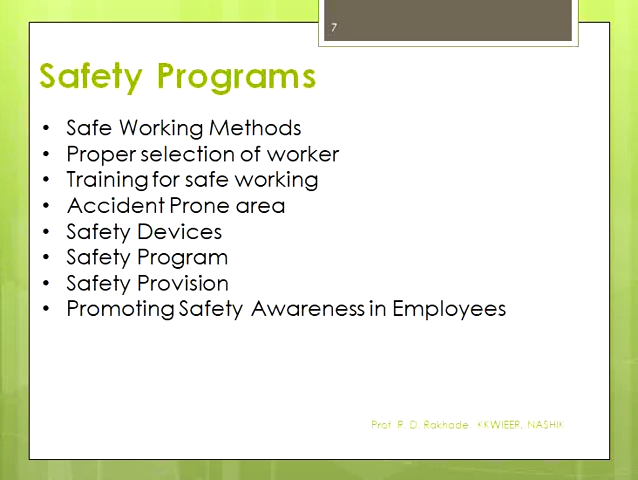 7
Safety Programs
• Safe Working Methods
• Proper selection of worker
• Training for safe working
• Accident Prone area
• Safety Devices
• Safety Program
• Safety Provision
• Promoting Safety Awareness in Employees
Prof. R. D. Rakhade. KKWIEER, NASHIK